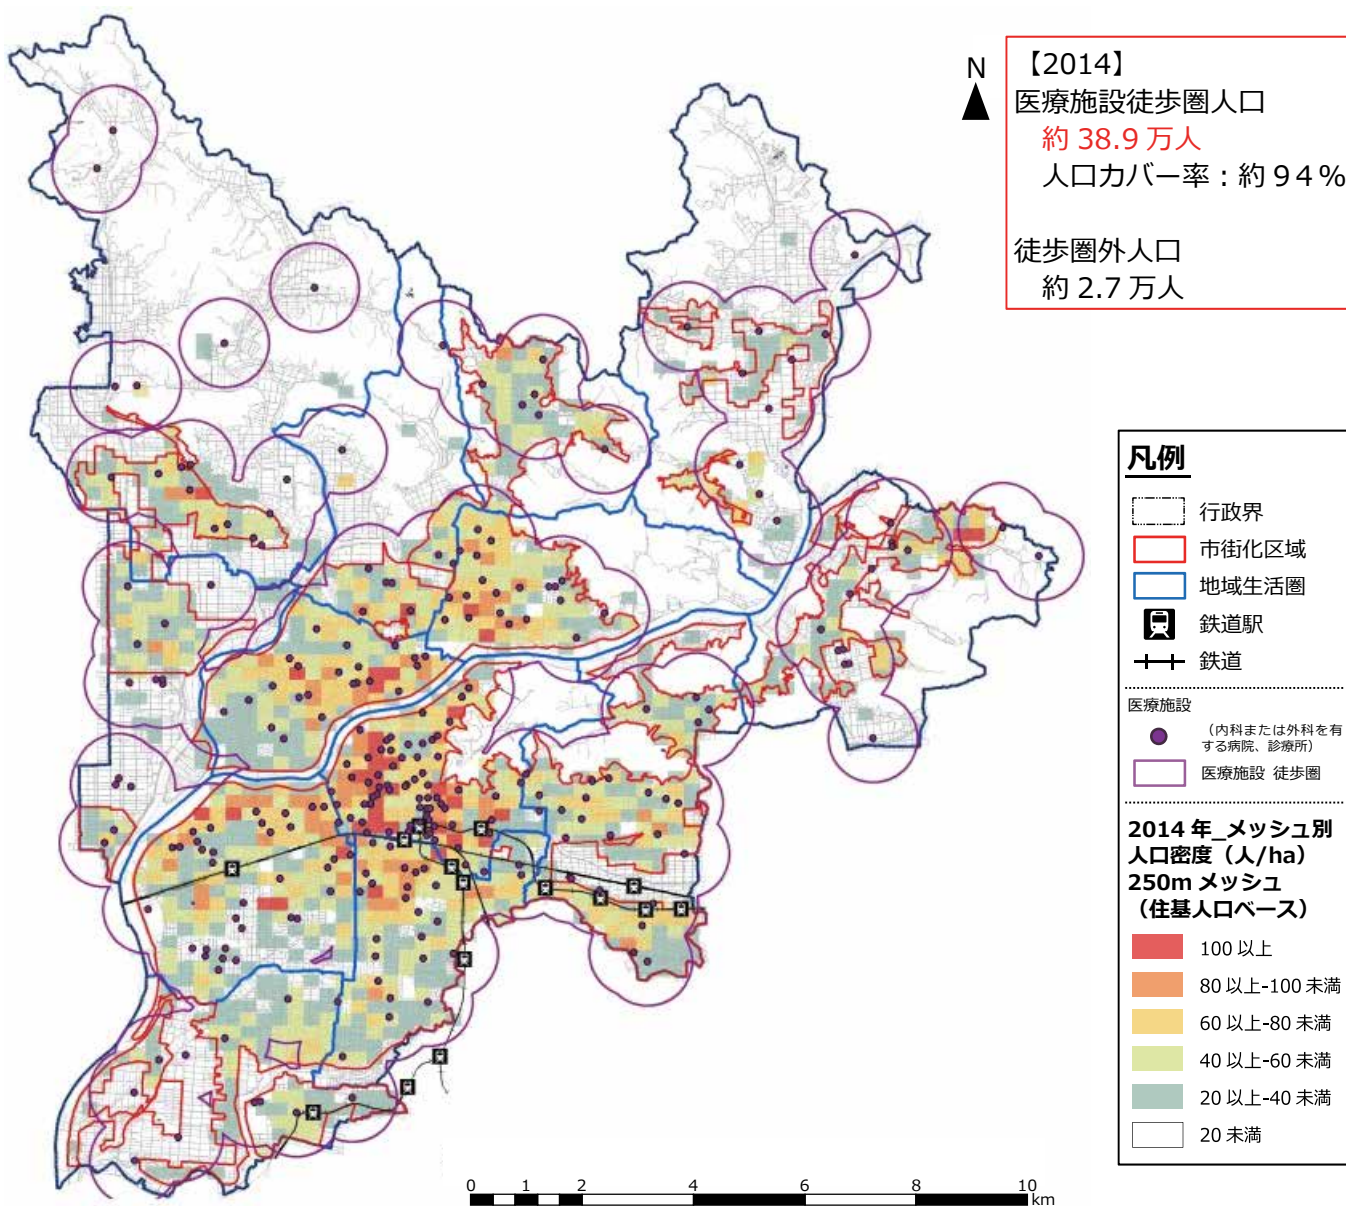 N
【2014】
医療施設徒歩圏人口
約 38.9 万人
人口カバー率：約９４％
徒歩圏外人口
約 2.7 万人
凡例
行政界
市街化区域
地域生活圏
鉄道駅
鉄道
医療施設
（内科または外科を有
する病院、診療所）
医療施設 徒歩圏
2014 年_メッシュ別
人口密度（人/ha）
250m メッシュ
（住基人口ベース）
100 以上
80 以上-100 未満
60 以上-80 未満
40 以上-60 未満
20 以上-40 未満
20 未満
0 1 2 4 6 8 10
km